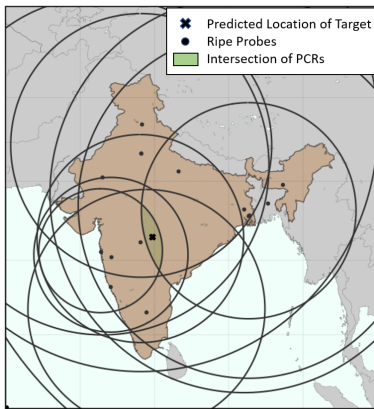 Predicted Location of Target
Ripe Probes
Intersection of PCRs